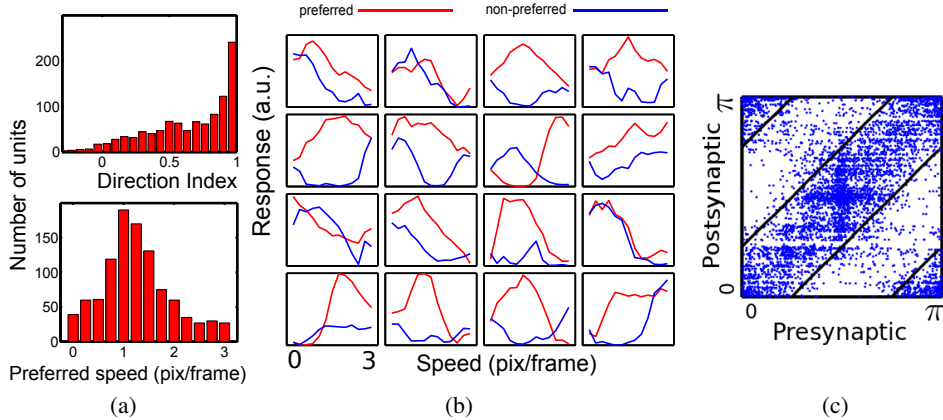 preferred
non-preferred
Number of units
200
100
0
0
0.5
1
Direction Index
150
100
50
0
0
1
2
3
Preferred speed (pix/frame)
(a)
Response (a.u.)
0
3
Speed (pix/frame)
(b)
Postsynaptic
π
0
0
π
Presynaptic
(c)